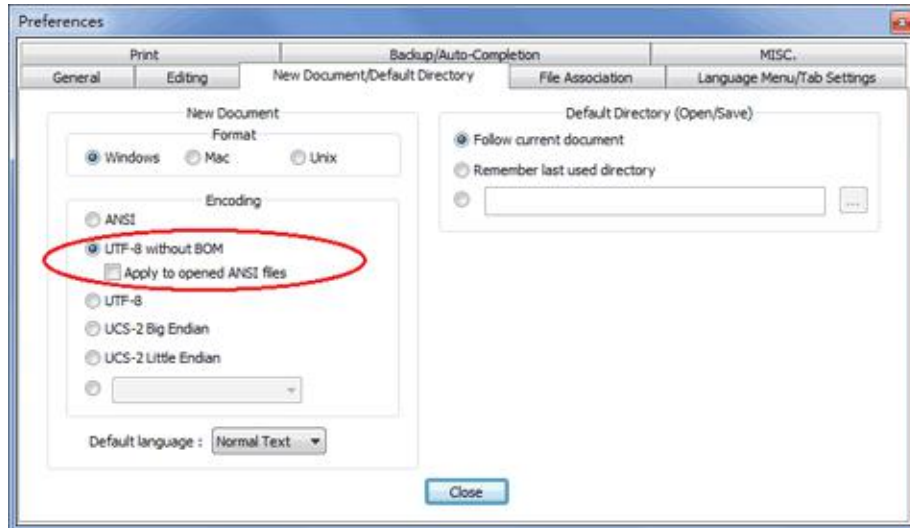 Preferences
Print Backup/Auto-Completion MISC.
General Editing New Document/Default Directory File Association Language Menu/Tab Settings
New Document
Format
Windows Mac Unix
Encoding
ANSI
UTF-8 without BOM
Apply to opened ANSI files
UTF-8
UCS-2 Big Endian
UCS-2 Little Endian
Default language : Normal Text
Default Directory (Open/Save)
Follow current document
Remember last used directory
...
Close